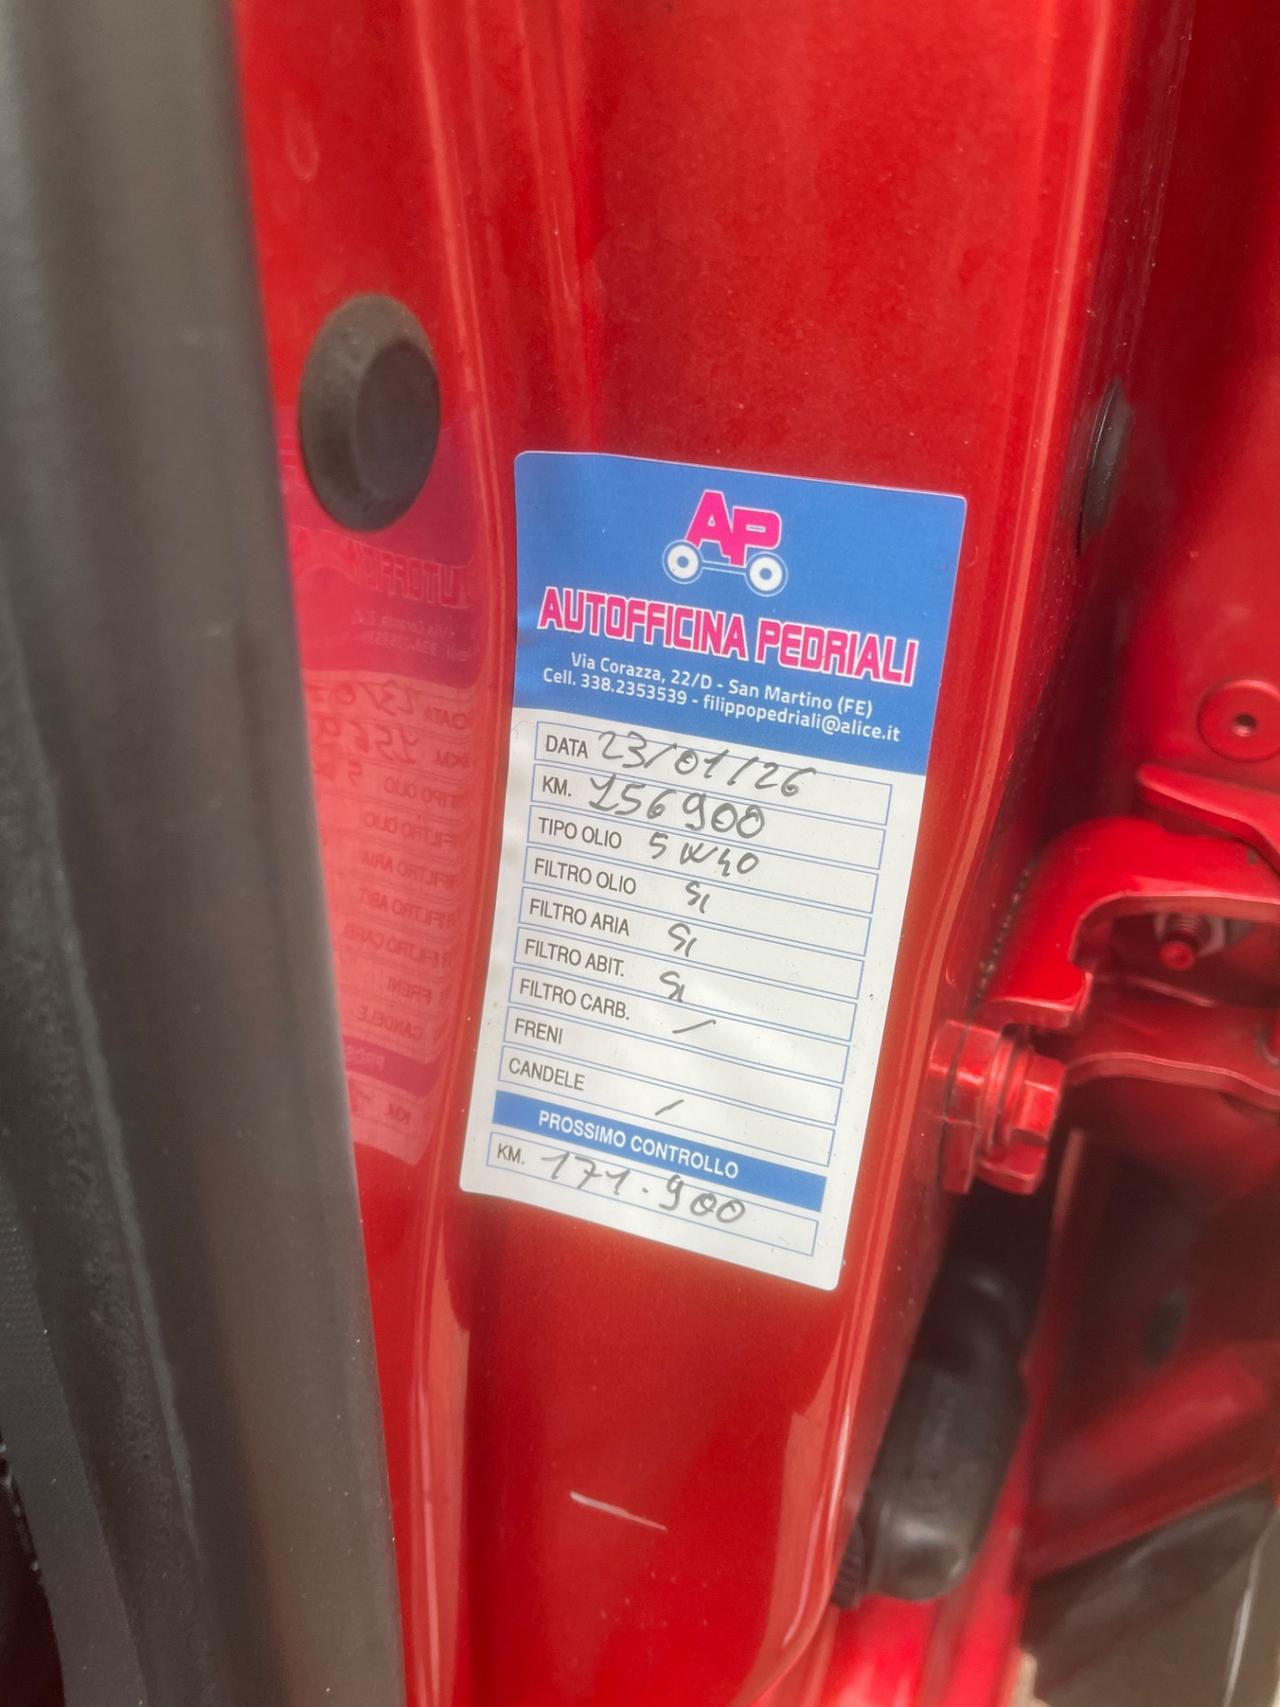 AP
AUTOFFICINA PEDRIALI
Via Corazza, 22/D - San Martino (FE)
Cell. 338.2353539 - filippopedriali@alice.it
DATA 23/01/26
KM. 156900
TIPO OLIO 5W40
FILTRO OLIO SI
FILTRO ARIA SI
FILTRO ABIT. SI
FILTRO CARB. /
FRENI
CANDELE /
PROSSIMO CONTROLLO
KM. 171.900